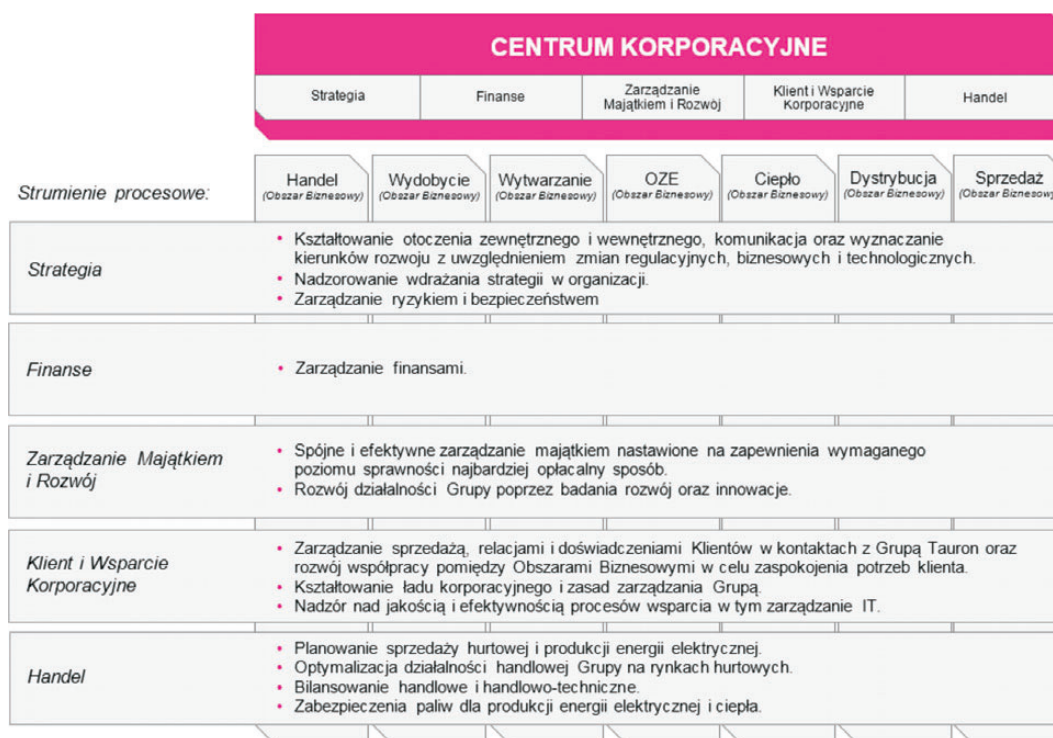 CENTRUM KORPORACYJNE
Strategia
Finanse
Zarządzanie
Majątkiem i Rozwój
Klient i Wsparcie
Korporacyjne
Handel
Strumienie procesowe:
Handel
(Obszar Biznesowy)
Wydobycie
(Obszar Biznesowy)
Wytwarzanie
(Obszar Biznesowy)
OZE
(Obszar Biznesowy)
Ciepło
(Obszar Biznesowy)
Dystrybucja
(Obszar Biznesowy)
Sprzedaż
(Obszar Biznesowy
Strategia
• Kształtowanie otoczenia zewnętrznego i wewnętrznego, komunikacja oraz wyznaczanie
kierunków rozwoju z uwzględnieniem zmian regulacyjnych, biznesowych i technologicznych.
• Nadzorowanie wdrażania strategii w organizacji.
• Zarządzanie ryzykiem i bezpieczeństwem
Finanse
• Zarządzanie finansami.
Zarządzanie Majątkiem
i Rozwój
• Spójne i efektywne zarządzanie majątkiem nastawione na zapewnienia wymaganego
poziomu sprawności najbardziej opłacalny sposób.
• Rozwój działalności Grupy poprzez badania rozwój oraz innowacje.
Klient i Wsparcie
Korporacyjne
• Zarządzanie sprzedażą, relacjami i doświadczeniami Klientów w kontaktach z Grupą Tauron oraz
rozwój współpracy pomiędzy Obszarami Biznesowymi w celu zaspokojenia potrzeb klienta.
• Kształtowanie ładu korporacyjnego i zasad zarządzania Grupą.
• Nadzór nad jakością i efektywnością procesów wsparcia w tym zarządzanie IT.
Handel
• Planowanie sprzedaży hurtowej i produkcji energii elektrycznej.
• Optymalizacja działalności handlowej Grupy na rynkach hurtowych.
• Bilansowanie handlowe i handlowo-techniczne.
• Zabezpieczenia paliw dla produkcji energii elektrycznej i ciepła.